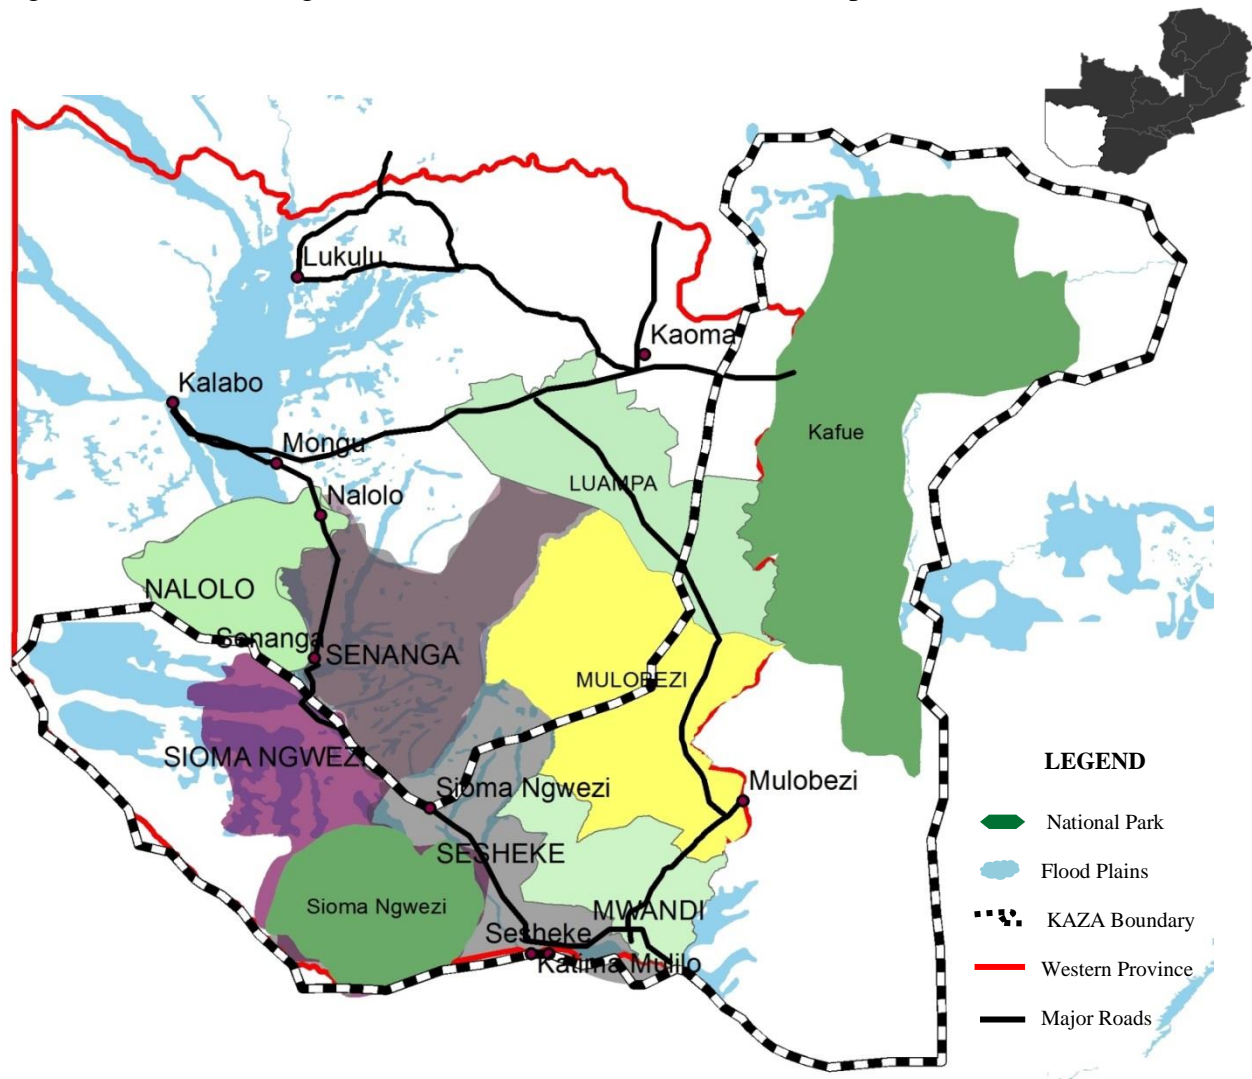 Lukulu
Kaoma
Kalabo
Kafue
Mongu
LUAMPA
Nalolo
NALOLO
Senanga
SENANGA
MULOBEZI
SIOMA NGWEZI
Sioma Ngwezi
Mulobezi
SESHEKE
Sioma Ngwezi
MWANDI
Sesheke
Katima Mulilo
LEGEND
National Park
Flood Plains
KAZA Boundary
Western Province
Major Roads